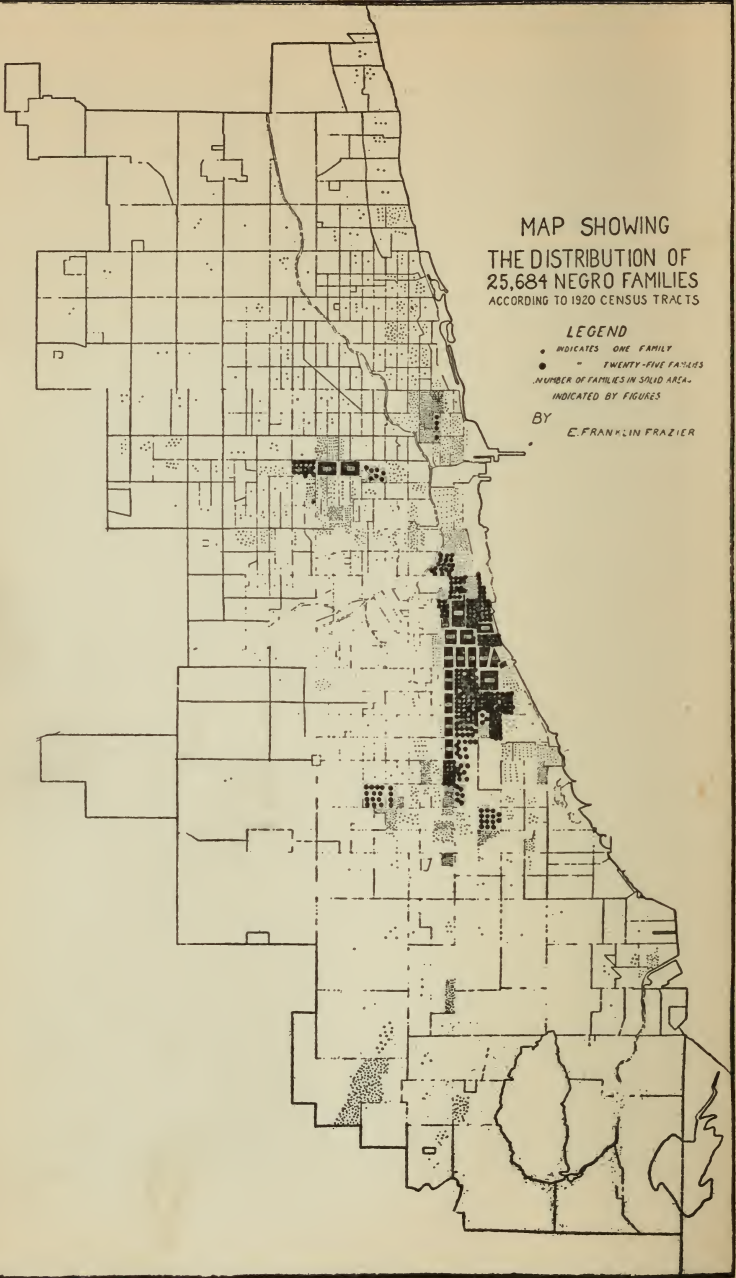 MAP SHOWING
THE DISTRIBUTION OF
25,684 NEGRO FAMILIES
ACCORDING TO 1920 CENSUS TRACTS
LEGEND
INDICATES ONE FAMILY
" TWENTY-FIVE FAMILIES
NUMBER OF FAMILIES IN SOLID AREA-
INDICATED BY FIGURES
BY
E. FRANKLIN FRAZIER